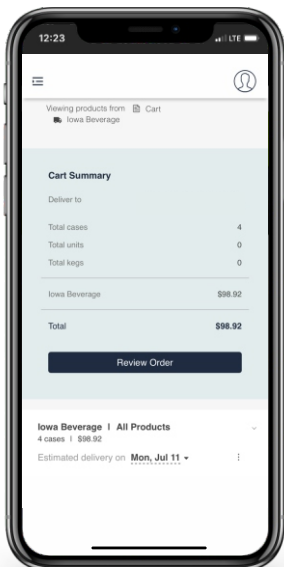 12:23 LTE
Viewing products from Cart
Iowa Beverage
Cart Summary
Deliver to
Total cases 4
Total units 0
Total kegs 0
Iowa Beverage $98.92
Total $98.92
Review Order
Iowa Beverage | All Products
4 cases | $98.92
Estimated delivery on Mon, Jul 11